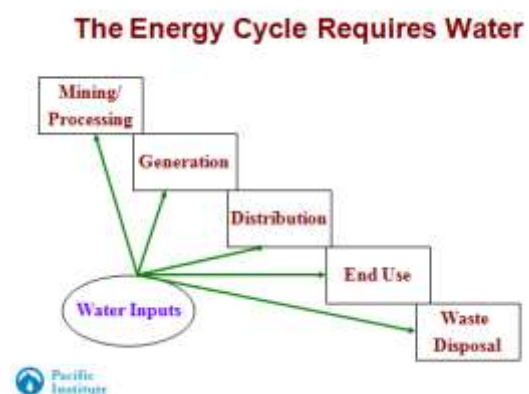 The Energy Cycle Requires Water
Mining/
Processing
Generation
Distribution
End Use
Water Inputs
Waste
Disposal
Pacific
Institute